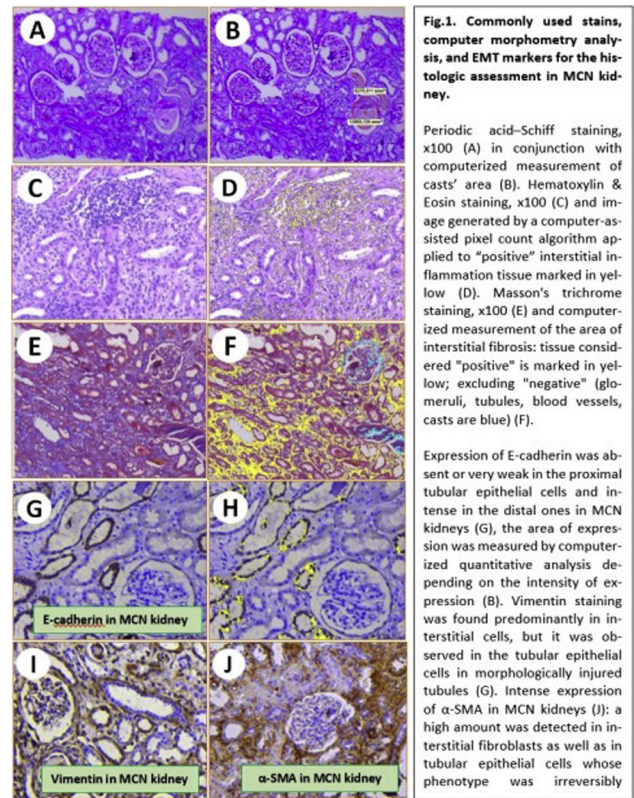 A
B
C
D
E
F
G
H
E-cadherin in MCN kidney
I
J
Vimentin in MCN kidney
α-SMA in MCN kidney
Fig.1. Commonly used stains,
computer morphometry analy-
sis, and EMT markers for the his-
tologic assessment in MCN kid-
ney.
Periodic acid–Schiff staining,
x100 (A) in conjunction with
computerized measurement of
casts' area (B). Hematoxylin &
Eosin staining, x100 (C) and im-
age generated by a computer-as-
sisted pixel count algorithm ap-
plied to “positive” interstitial in-
flammation tissue marked in yel-
low (D). Masson's trichrome
staining, x100 (E) and computer-
ized measurement of the area of
interstitial fibrosis: tissue consid-
ered "positive" is marked in yel-
low; excluding "negative" (glo-
meruli, tubules, blood vessels,
casts are blue) (F).
Expression of E-cadherin was ab-
sent or very weak in the proximal
tubular epithelial cells and in-
tense in the distal ones in MCN
kidneys (G), the area of expres-
sion was measured by computer-
ized quantitative analysis de-
pending on the intensity of ex-
pression (B). Vimentin staining
was found predominantly in in-
terstitial cells, but it was ob-
served in the tubular epithelial
cells in morphologically injured
tubules (G). Intense expression
of α-SMA in MCN kidneys (J): a
high amount was detected in in-
terstitial fibroblasts as well as in
tubular epithelial cells whose
phenotype was irreversibly